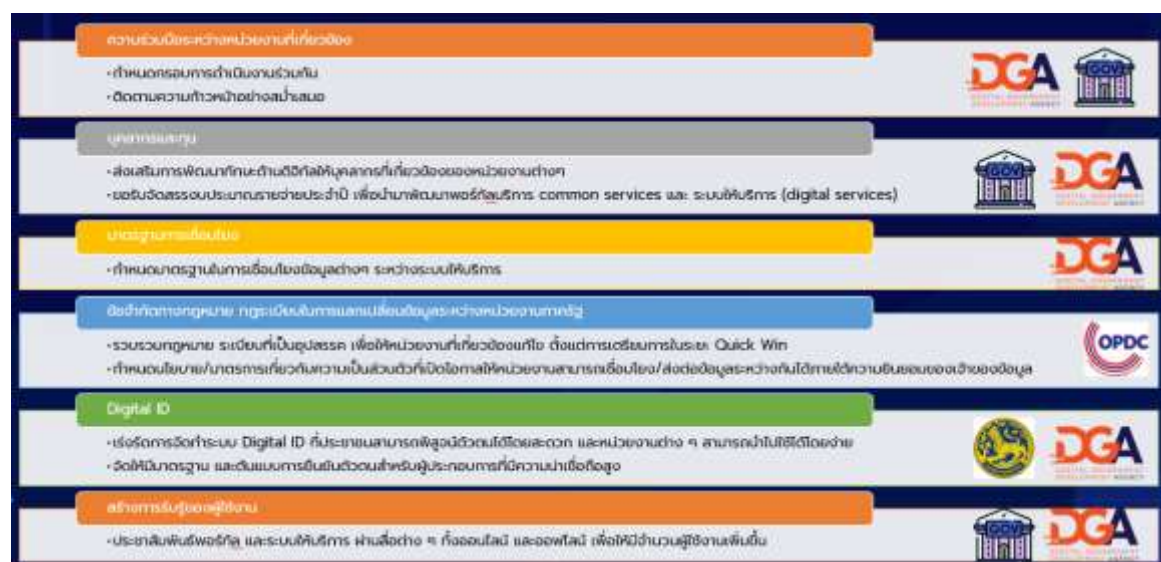 ความร่วมมือระหว่างหน่วยงานที่เกี่ยวข้อง
•กำหนดกรอบการดำเนินงานร่วมกัน
•ติดตามความก้าวหน้าอย่างสม่ำเสมอ
DGA
GOV
บุคลากรและทุน
•ส่งเสริมการพัฒนาทักษะด้านดิจิทัลให้บุคลากรที่เกี่ยวข้องของหน่วยงานต่างๆ
•ขอรับจัดสรรงบประมาณรายจ่ายประจำปี เพื่อนำมาพัฒนาพอร์ทัลบริการ common services และ ระบบให้บริการ (digital services)
GOV
DGA
มาตรฐานการเชื่อมโยง
•กำหนดมาตรฐานในการเชื่อมโยงข้อมูลต่างๆ ระหว่างระบบให้บริการ
DGA
ข้อจำกัดทางกฎหมาย กฎระเบียบในการแลกเปลี่ยนข้อมูลระหว่างหน่วยงานภาครัฐ
•รวบรวมกฎหมาย ระเบียบที่เป็นอุปสรรค เพื่อให้หน่วยงานที่เกี่ยวข้องแก้ไข ตั้งแต่การเตรียมการในระยะ Quick Win
•กำหนดนโยบาย/มาตรการเกี่ยวกับความเป็นส่วนตัวที่เปิดโอกาสให้หน่วยงานสามารถเชื่อมโยง/ส่งต่อข้อมูลระหว่างกันได้ภายใต้ความยินยอมของเจ้าของข้อมูล
OPDC
Digital ID
•เร่งรัดการจัดทำระบบ Digital ID ที่ประชาชนสามารถพิสูจน์ตัวตนได้โดยสะดวก และหน่วยงานต่าง ๆ สามารถนำไปใช้ได้โดยง่าย
•จัดให้มีมาตรฐาน และต้นแบบการยืนยันตัวตนสำหรับผู้ประกอบการที่มีความน่าเชื่อถือสูง
DGA
สร้างการรับรู้ของผู้ใช้งาน
•ประชาสัมพันธ์พอร์ทัล และระบบให้บริการ ผ่านสื่อต่าง ๆ ทั้งออนไลน์ และออฟไลน์ เพื่อให้มีจำนวนผู้ใช้งานเพิ่มขึ้น
GOV
DGA